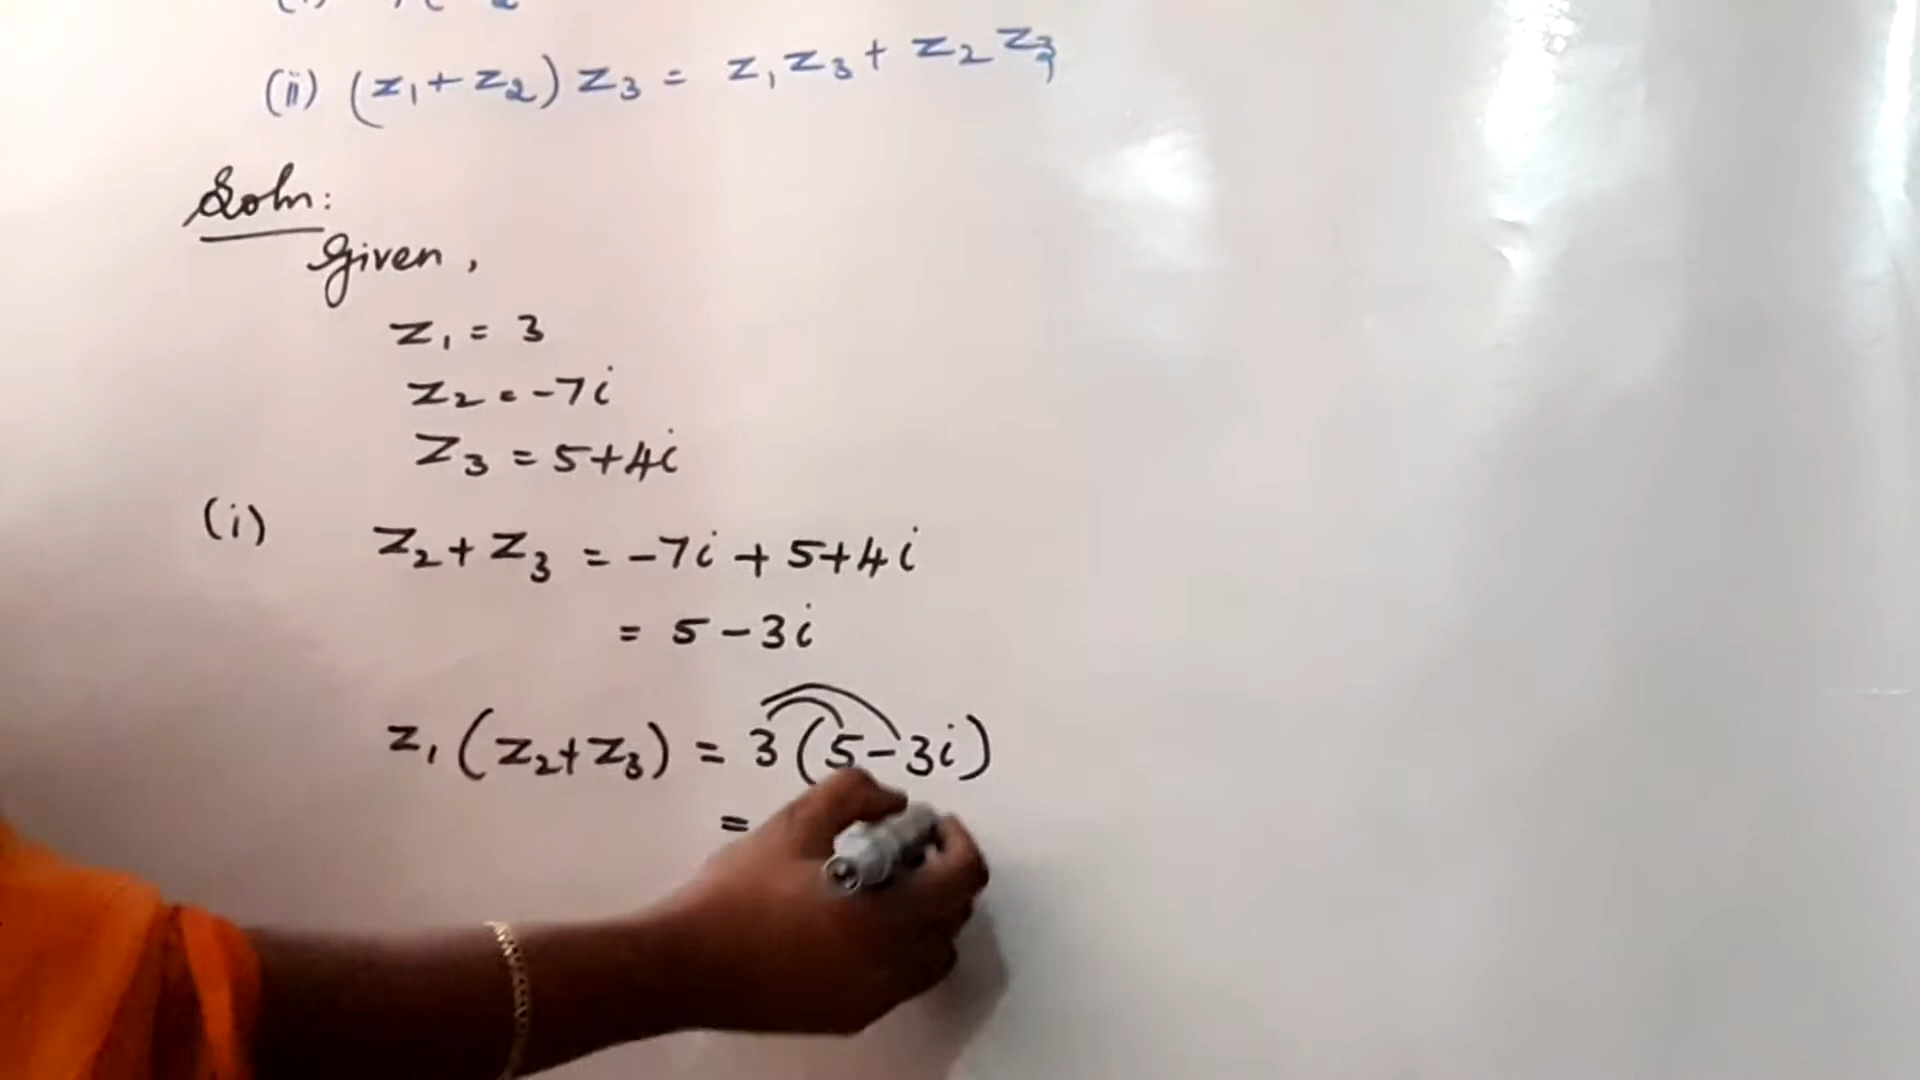 (ii) (z₁+z₂) z₃ = z₁z₃ + z₂z₃
Soln:
Given,
z₁ = 3
z₂ = -7i
z₃ = 5+4i
(i) z₂+z₃ = -7i + 5+4i
= 5-3i
z₁(z₂+z₃) = 3(5-3i)
=